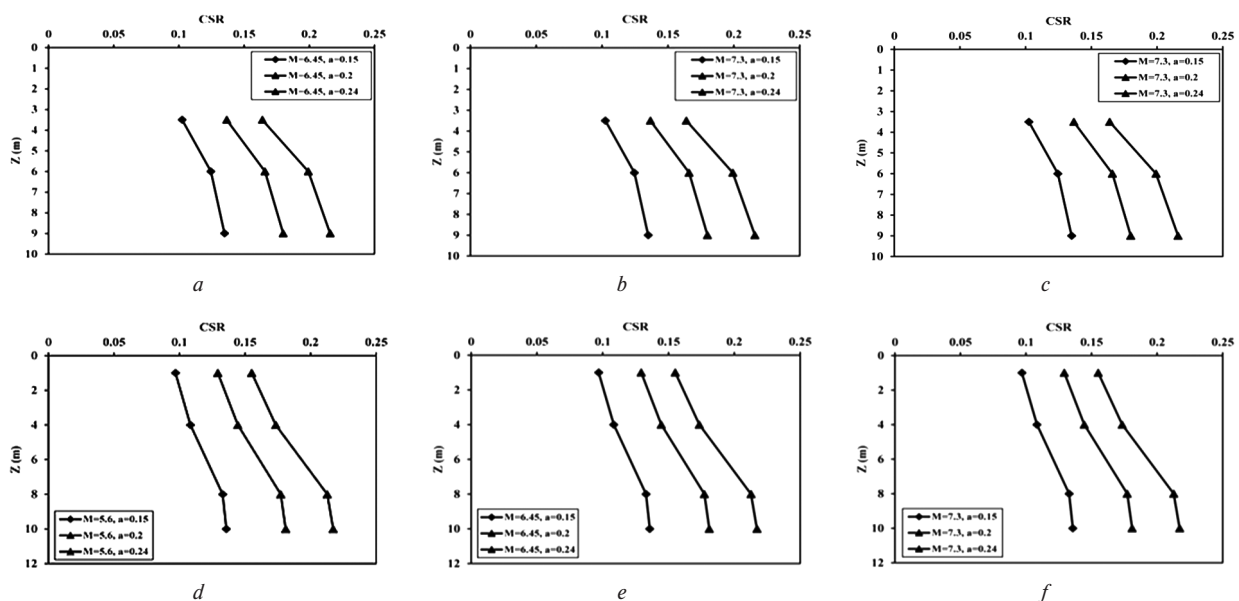 CSR
0 0.05 0.1 0.15 0.2 0.25
0
1
2
3
4
5
6
7
8
9
10
Z (m)
M=6.45, a=0.15
M=6.45, a=0.2
M=6.45, a=0.24
a
CSR
0 0.05 0.1 0.15 0.2 0.25
0
1
2
3
4
5
6
7
8
9
10
Z (m)
M=7.3, a=0.15
M=7.3, a=0.2
M=7.3, a=0.24
b
CSR
0 0.05 0.1 0.15 0.2 0.25
0
1
2
3
4
5
6
7
8
9
10
Z (m)
M=7.3, a=0.15
M=7.3, a=0.2
M=7.3, a=0.24
c
CSR
0 0.05 0.1 0.15 0.2 0.25
0
2
4
6
8
10
12
Z (m)
M=5.6, a=0.15
M=5.6, a=0.2
M=5.6, a=0.24
d
CSR
0 0.05 0.1 0.15 0.2 0.25
0
2
4
6
8
10
12
Z (m)
M=6.45, a=0.15
M=6.45, a=0.2
M=6.45, a=0.24
e
CSR
0 0.05 0.1 0.15 0.2 0.25
0
2
4
6
8
10
12
Z (m)
M=7.3, a=0.15
M=7.3, a=0.2
M=7.3, a=0.24
f